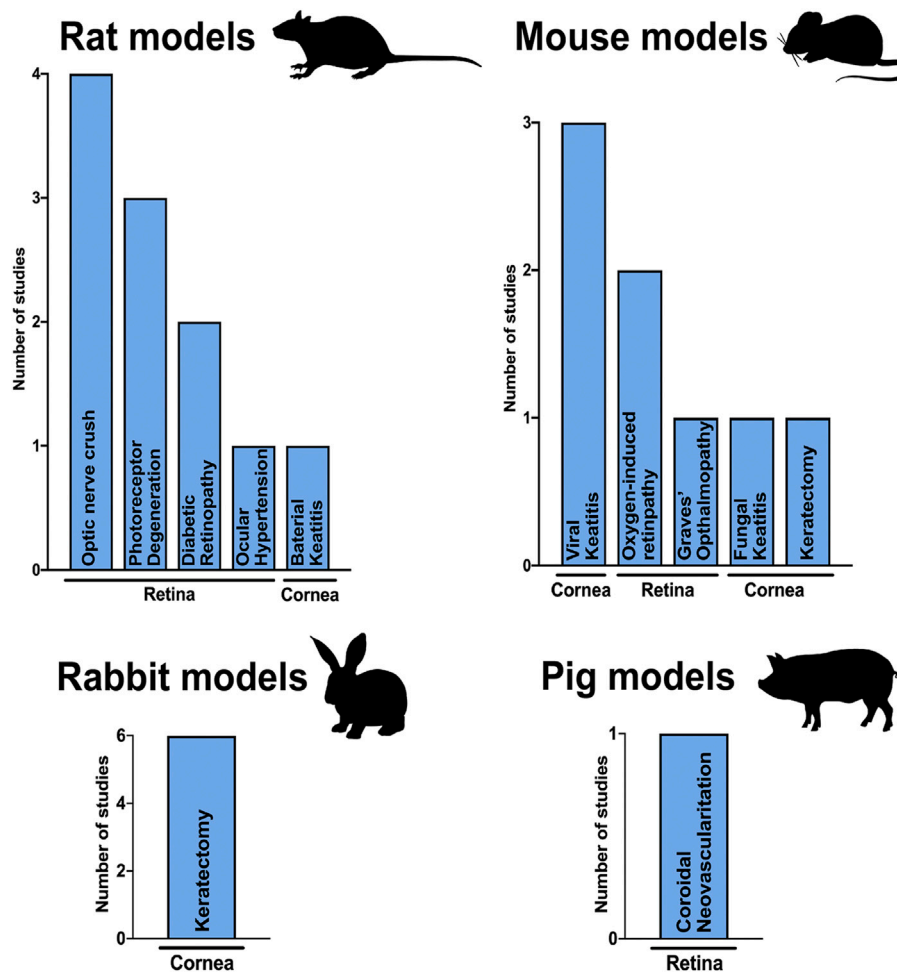 Rat models
Number of studies
4
3
2
1
0
Optic nerve crush
Photoreceptor
Degeneration
Diabetic
Retinopathy
Ocular
Hypertension
Baterial
Keatitis
Retina
Cornea
Mouse models
Number of studies
3
2
1
0
Viral
Keatitis
Oxygen-induced
retinpathy
Graves'
Opthalmopathy
Fungal
Keatitis
Keratectomy
Cornea
Retina
Cornea
Rabbit models
Number of studies
6
4
2
0
Keratectomy
Cornea
Pig models
Number of studies
1
0
Coroidal
Neovascularitation
Retina